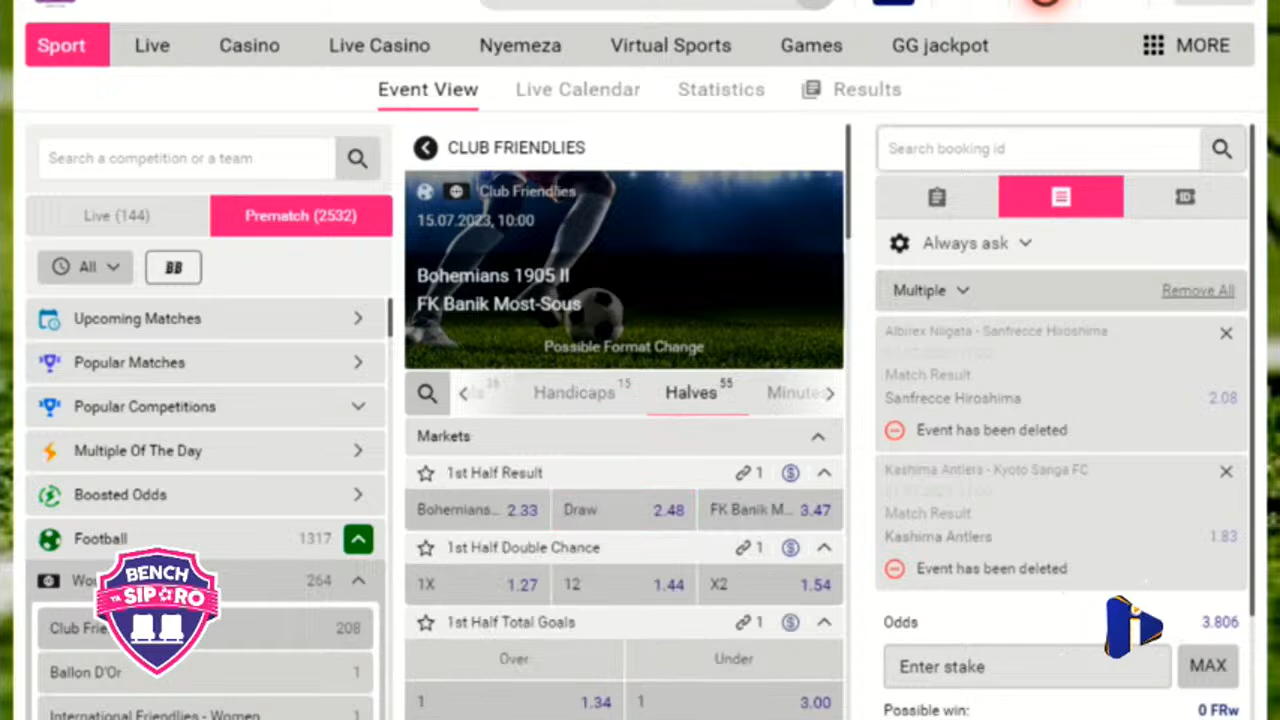 Sport Live Casino Live Casino Nyemeza Virtual Sports Games GG jackpot MORE
Event View Live Calendar Statistics Results
Search a competition or a team
Live (144) Prematch (2532)
All BB
Upcoming Matches
Popular Matches
Popular Competitions
Multiple Of The Day
Boosted Odds
Football 1317
264
Club Frie 208
Ballon D'Or 1
International Friendlies - Women 1
BENCH
YA
SIPORO
CLUB FRIENDLIES
Club Friendlies
15.07.2023, 10:00
Bohemians 1905 II
FK Banik Most-Sous
Possible Format Change
Handicaps 15 Halves 55 Minutes
Markets
1st Half Result 1
Bohemians... 2.33 Draw 2.48 FK Banik M... 3.47
1st Half Double Chance 1
1X 1.27 12 1.44 X2 1.54
1st Half Total Goals 1
Over Under
1 1.34 1 3.00
Search booking id
ID
Always ask
Multiple Remove All
Albirex Niigata - Sanfrecce Hiroshima
Match Result
Sanfrecce Hiroshima 2.08
Event has been deleted
Kashima Antlers - Kyoto Sanga FC
Match Result
Kashima Antlers 1.83
Event has been deleted
Odds 3.806
Enter stake MAX
Possible win: 0 FRw